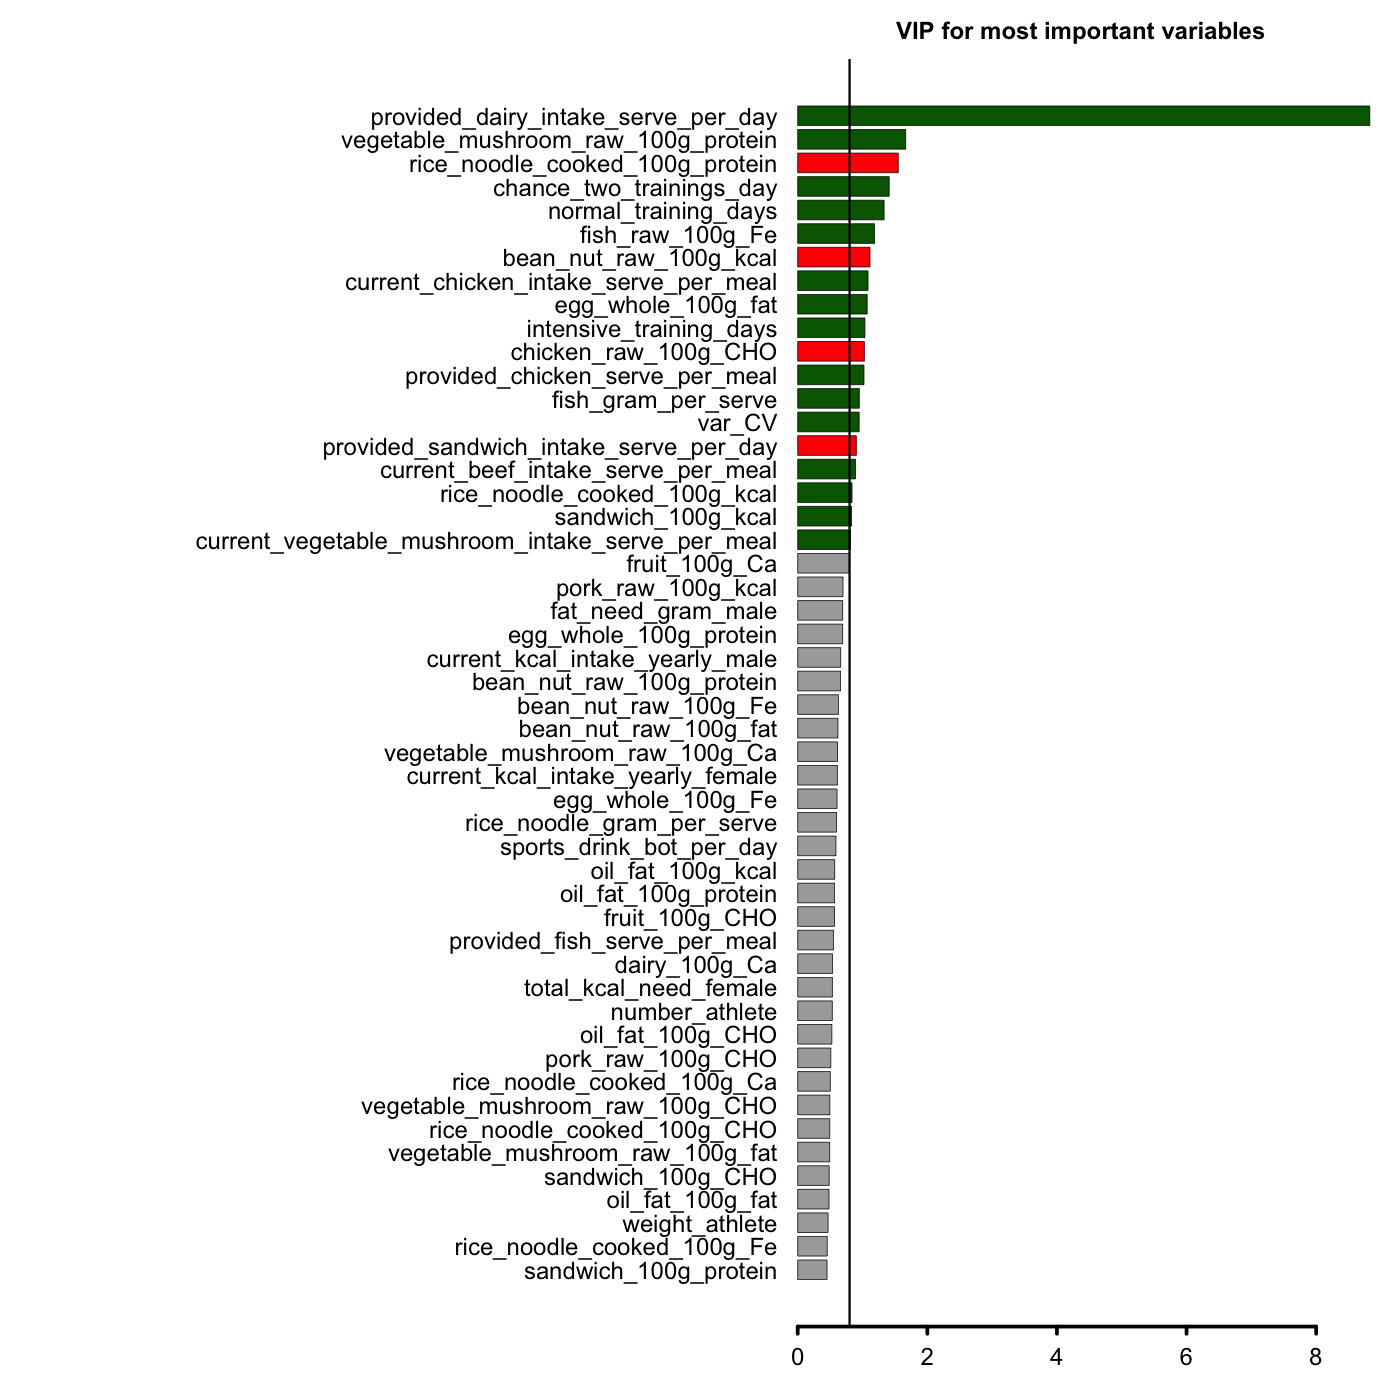 VIP for most important variables
provided_dairy_intake_serve_per_day
vegetable_mushroom_raw_100g_protein
rice_noodle_cooked_100g_protein
chance_two_trainings_day
normal_training_days
fish_raw_100g_Fe
bean_nut_raw_100g_kcal
current_chicken_intake_serve_per_meal
egg_whole_100g_fat
intensive_training_days
chicken_raw_100g_CHO
provided_chicken_serve_per_meal
fish_gram_per_serve
var_CV
provided_sandwich_intake_serve_per_day
current_beef_intake_serve_per_meal
rice_noodle_cooked_100g_kcal
sandwich_100g_kcal
current_vegetable_mushroom_intake_serve_per_meal
fruit_100g_Ca
pork_raw_100g_kcal
fat_need_gram_male
egg_whole_100g_protein
current_kcal_intake_yearly_male
bean_nut_raw_100g_protein
bean_nut_raw_100g_Fe
bean_nut_raw_100g_fat
vegetable_mushroom_raw_100g_Ca
current_kcal_intake_yearly_female
egg_whole_100g_Fe
rice_noodle_gram_per_serve
sports_drink_bot_per_day
oil_fat_100g_kcal
oil_fat_100g_protein
fruit_100g_CHO
provided_fish_serve_per_meal
dairy_100g_Ca
total_kcal_need_female
number_athlete
oil_fat_100g_CHO
pork_raw_100g_CHO
rice_noodle_cooked_100g_Ca
vegetable_mushroom_raw_100g_CHO
rice_noodle_cooked_100g_CHO
vegetable_mushroom_raw_100g_fat
sandwich_100g_CHO
oil_fat_100g_fat
weight_athlete
rice_noodle_cooked_100g_Fe
sandwich_100g_protein
0 2 4 6 8